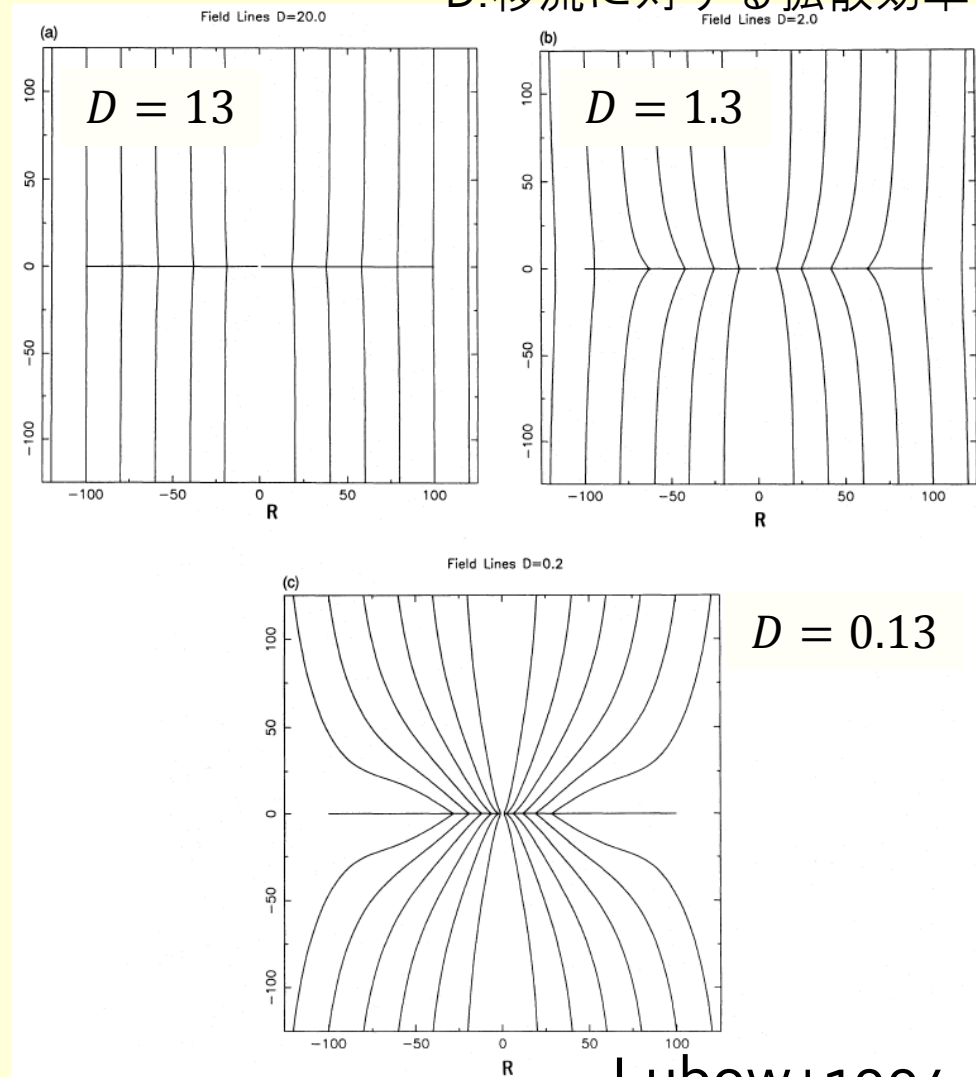 D:移流に対する拡散効率
Field Lines D=20.0
(a)
D = 13
100
50
0
−50
−100
−100 −50 0 50 100
R
Field Lines D=2.0
(b)
D = 1.3
100
50
0
−50
−100
−100 −50 0 50 100
R
Field Lines D=0.2
(c)
D = 0.13
100
50
0
−50
−100
−100 −50 0 50 100
R
Lubow+1994